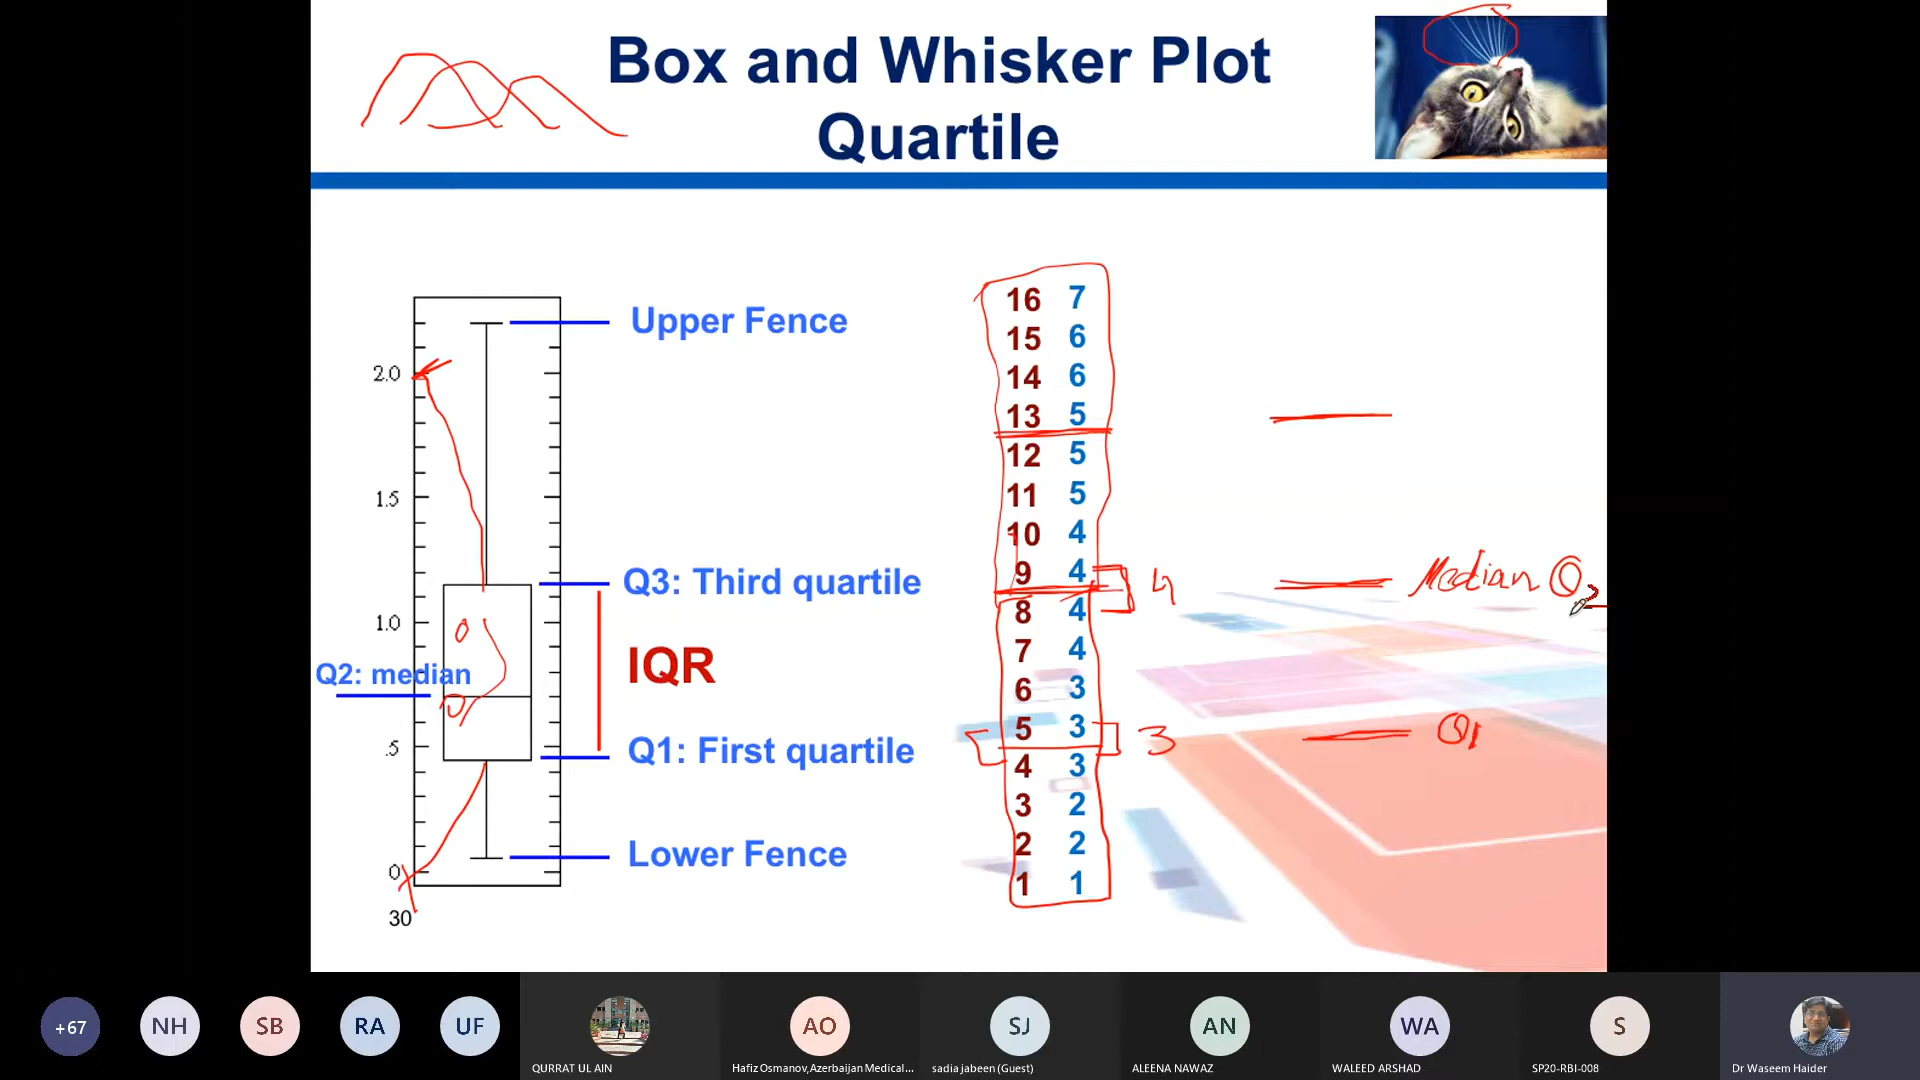 Box and Whisker Plot
Quartile
Upper Fence
2.0
1.5
Q3: Third quartile
1.0
IQR
Q2: median
.5
Q1: First quartile
Lower Fence
0
30
16 7
15 6
14 6
13 5
12 5
11 5
10 4
9 4
8 4
7 4
6 3
5 3
4 3
3 2
2 2
1 1
4
Median Q2
3
Q1
+67
NH
SB
RA
UF
QURRAT UL AIN
AO
Hafiz Osmanov,Azerbaijan Medical...
SJ
sadia jabeen (Guest)
AN
ALEENA NAWAZ
WA
WALEED ARSHAD
S
SP20-RBI-008
Dr Waseem Haider